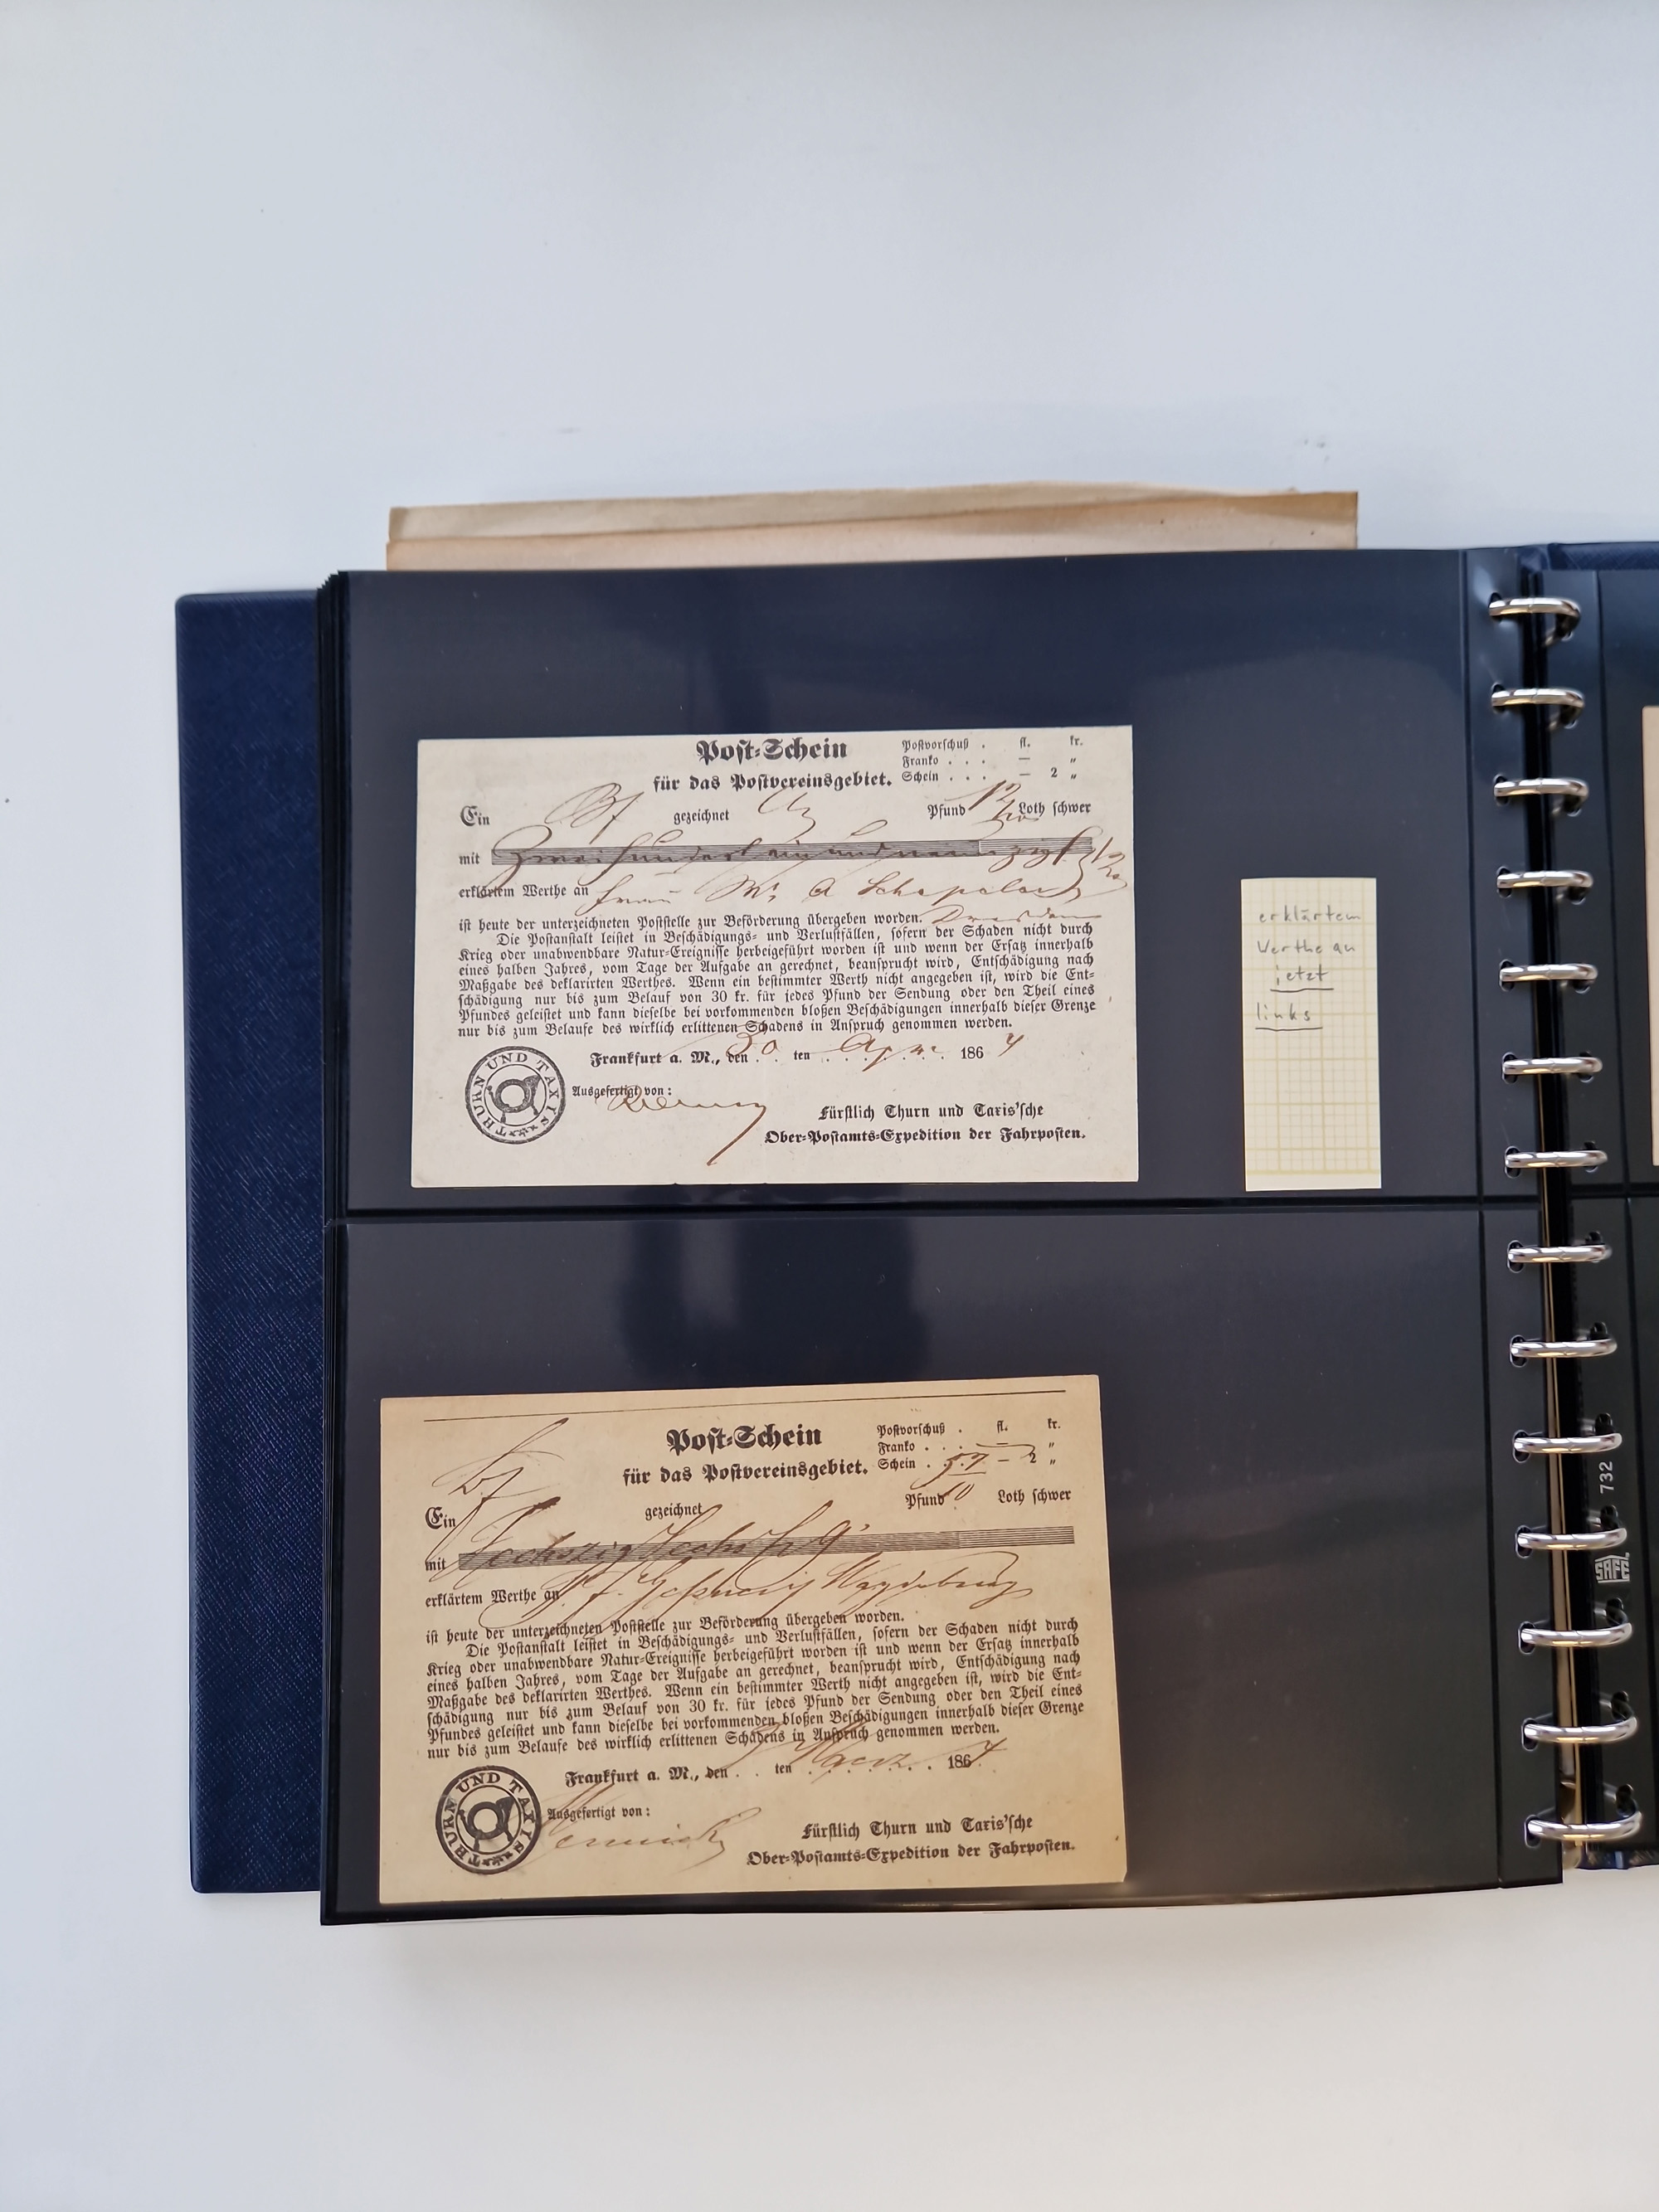 Post-Schein
für das Postvereinsgebiet.
Postvorschuß . fl. kr.
Franko . . . — "
Schein . . . — 2 "
Ein gezeichnet Pfund Loth schwer
mit Zweihundert ein und neunzig
erklärtem Werthe an Frau
ist heute der unterzeichneten Poststelle zur Beförderung übergeben worden. Dresden
Die Postanstalt leistet in Beschädigungs- und Verlustfällen, sofern der Schaden nicht durch
Krieg oder unabwendbare Natur-Ereignisse herbeigeführt worden ist und wenn der Ersatz innerhalb
eines halben Jahres, vom Tage der Aufgabe an gerechnet, beansprucht wird, Entschädigung nach
Maßgabe des deklarirten Werthes. Wenn ein bestimmter Werth nicht angegeben ist, wird die Ent-
schädigung nur bis zum Belauf von 30 kr. für jedes Pfund der Sendung oder den Theil eines
Pfundes geleistet und kann dieselbe bei vorkommenden bloßen Beschädigungen innerhalb dieser Grenze
nur bis zum Belaufe des wirklich erlittenen Schadens in Anspruch genommen werden.
Frankfurt a. M., den 30 ten Apr. 1864
Ausgefertigt von:
THURN UND TAXIS
Fürstlich Thurn und Taxis'sche
Ober-Postamts-Expedition der Fahrposten.
erklärtem
Werthe an
jetzt
links
Post-Schein
für das Postvereinsgebiet.
Postvorschuß . fl. kr.
Franko . . . — "
Schein . — 2 "
Ein gezeichnet Pfund 10 Loth schwer
mit Sechszig Sechs
erklärtem Werthe an Magdeburg
ist heute der unterzeichneten Poststelle zur Beförderung übergeben worden.
Die Postanstalt leistet in Beschädigungs- und Verlustfällen, sofern der Schaden nicht durch
Krieg oder unabwendbare Natur-Ereignisse herbeigeführt worden ist und wenn der Ersatz innerhalb
eines halben Jahres, vom Tage der Aufgabe an gerechnet, beansprucht wird, Entschädigung nach
Maßgabe des deklarirten Werthes. Wenn ein bestimmter Werth nicht angegeben ist, wird die Ent-
schädigung nur bis zum Belauf von 30 kr. für jedes Pfund der Sendung oder den Theil eines
Pfundes geleistet und kann dieselbe bei vorkommenden bloßen Beschädigungen innerhalb dieser Grenze
nur bis zum Belaufe des wirklich erlittenen Schadens in Anspruch genommen werden.
Frankfurt a. M., den ten Maerz 1864
Ausgefertigt von:
THURN UND TAXIS
Fürstlich Thurn und Taxis'sche
Ober-Postamts-Expedition der Fahrposten.
732
SAFE